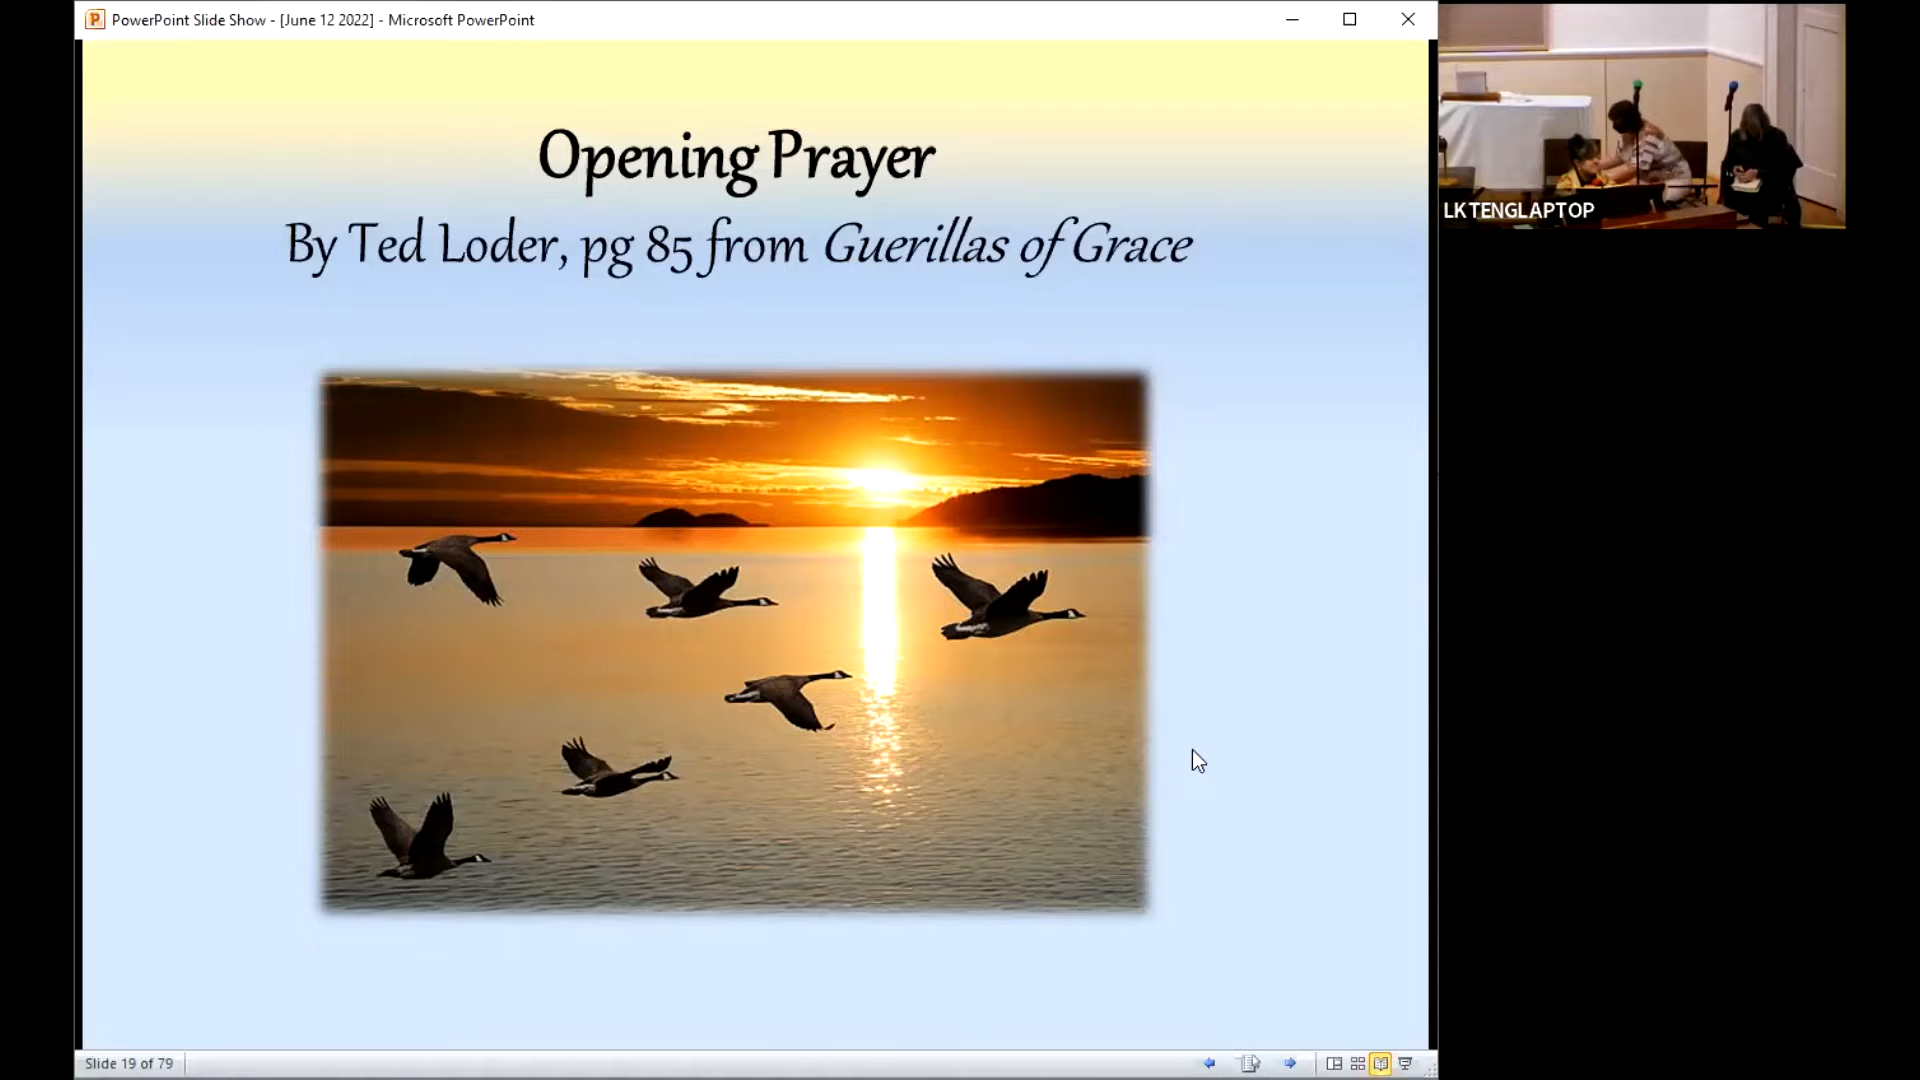 PowerPoint Slide Show - [June 12 2022] - Microsoft PowerPoint
Opening Prayer
By Ted Loder, pg 85 from Guerillas of Grace
LKTENGLAPTOP
Slide 19 of 79